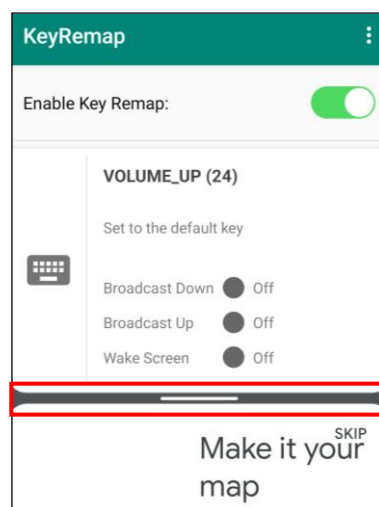 KeyRemap
Enable Key Remap:
VOLUME_UP (24)
Set to the default key
Broadcast Down Off
Broadcast Up Off
Wake Screen Off
SKIP
Make it your
map